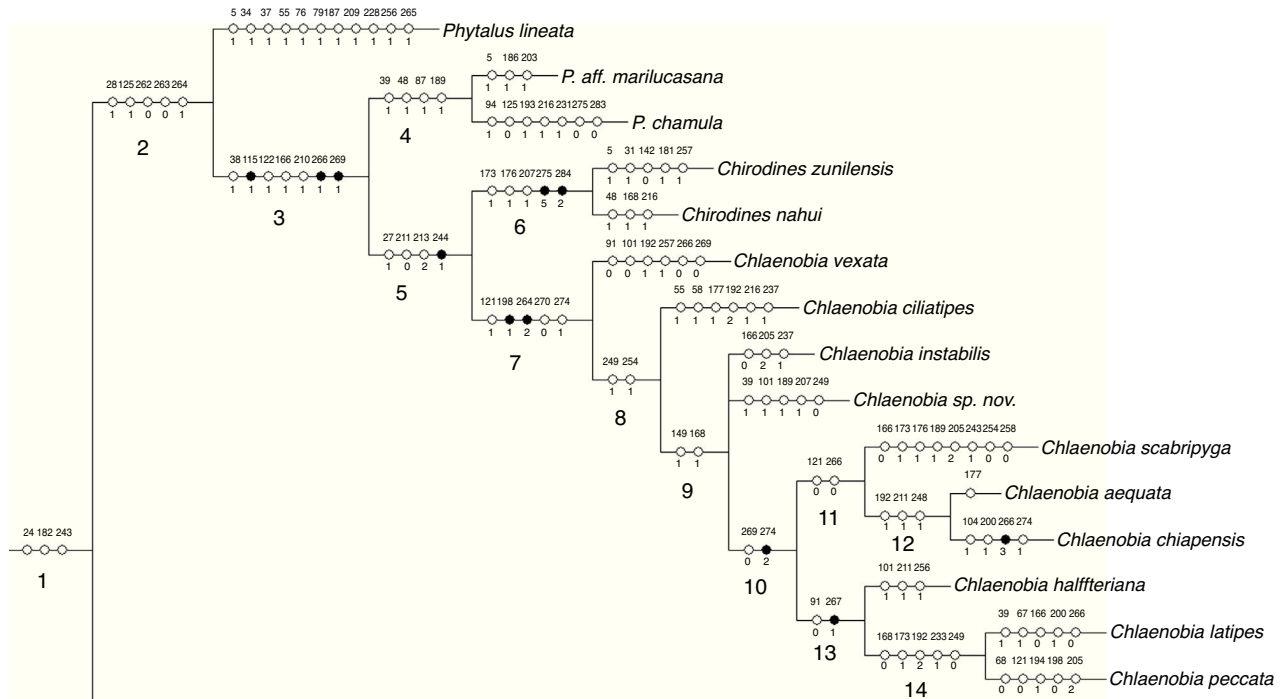 5 34 37 55 76 79187 209 228 256 265
Phytalus lineata
1 1 1 1 1 1 1 1 1 1 1
5 186 203
P. aff. marilucasana
1 1 1
39 48 87 189
1 1 1 1
4
28125 262 263264
1 1 0 0 1
2
94 125 193 216 231275 283
P. chamula
1 0 1 1 1 0 0
38 115122 166 210 266 269
1 1 1 1 1 1 1
3
5 31 142 181 257
Chirodines zunilensis
1 1 0 1 1
173 176 207275 284
1 1 1 5 2
6
48 168 216
Chirodines nahui
1 1 1
27 211 213 244
1 0 2 1
5
91 101 192 257 266 269
Chlaenobia vexata
0 0 1 1 0 0
55 58 177 192 216 237
Chlaenobia ciliatipes
1 1 1 2 1 1
121 198 264 270 274
1 1 2 0 1
7
166 205 237
Chlaenobia instabilis
0 2 1
249 254
1 1
8
39 101 189 207 249
Chlaenobia sp. nov.
1 1 1 1 0
149 168
1 1
9
166 173 176 189 205 243 254 258
Chlaenobia scabripyga
0 1 1 1 2 1 0 0
121 266
0 0
11
177
Chlaenobia aequata
192 211 248
1 1 1
12
104 200 266 274
Chlaenobia chiapensis
1 1 3 1
24 182 243
1
269 274
0 2
10
101 211 256
Chlaenobia halffteriana
1 1 1
91 267
0 1
13
39 67 166 200 266
Chlaenobia latipes
1 1 0 1 0
168 173 192 233 249
0 1 2 1 0
14
68 121 194 198 205
Chlaenobia peccata
0 0 1 0 2